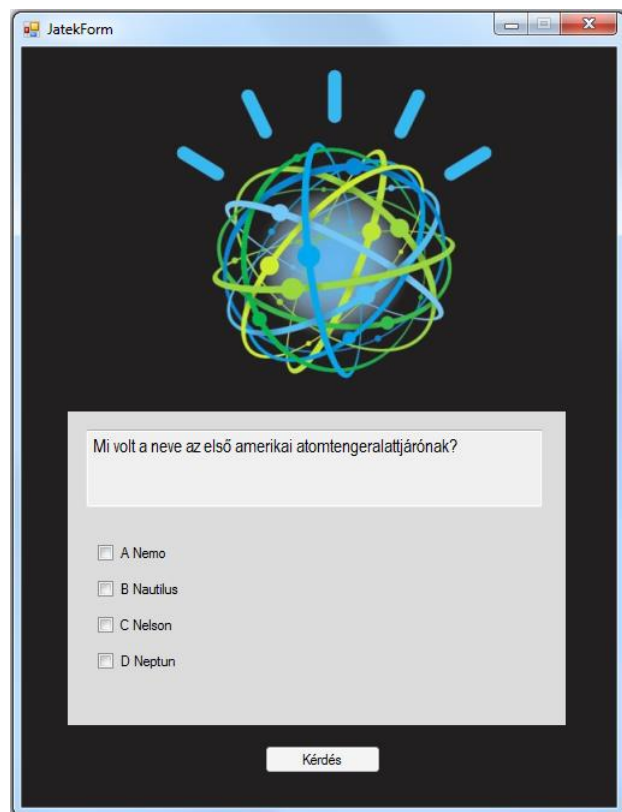 JatekForm
Mi volt a neve az első amerikai atomtengeralattjárónak?
A Nemo
B Nautilus
C Nelson
D Neptun
Kérdés